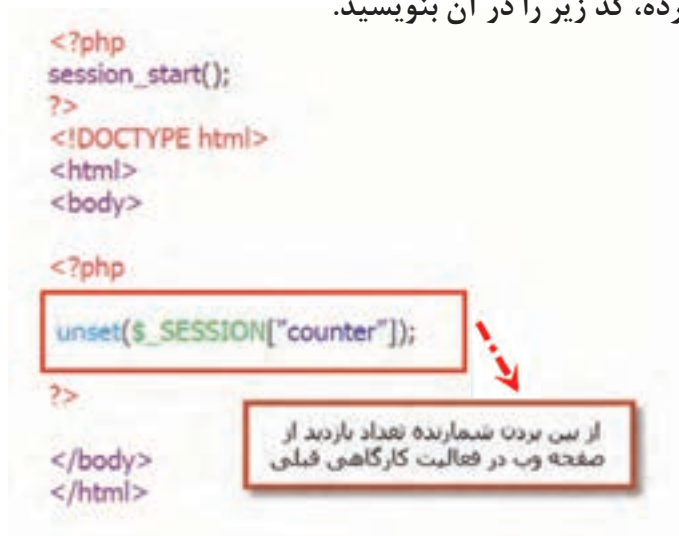 کد زیر را در آن بنویسید.
<?php
session_start();
?>
<!DOCTYPE html>
<html>
<body>
<?php
unset($_SESSION["counter"]);
?>
از بین بردن شمارنده تعداد بازدید از
صفحه وب در فعالیت کارگاهی قبلی
</body>
</html>